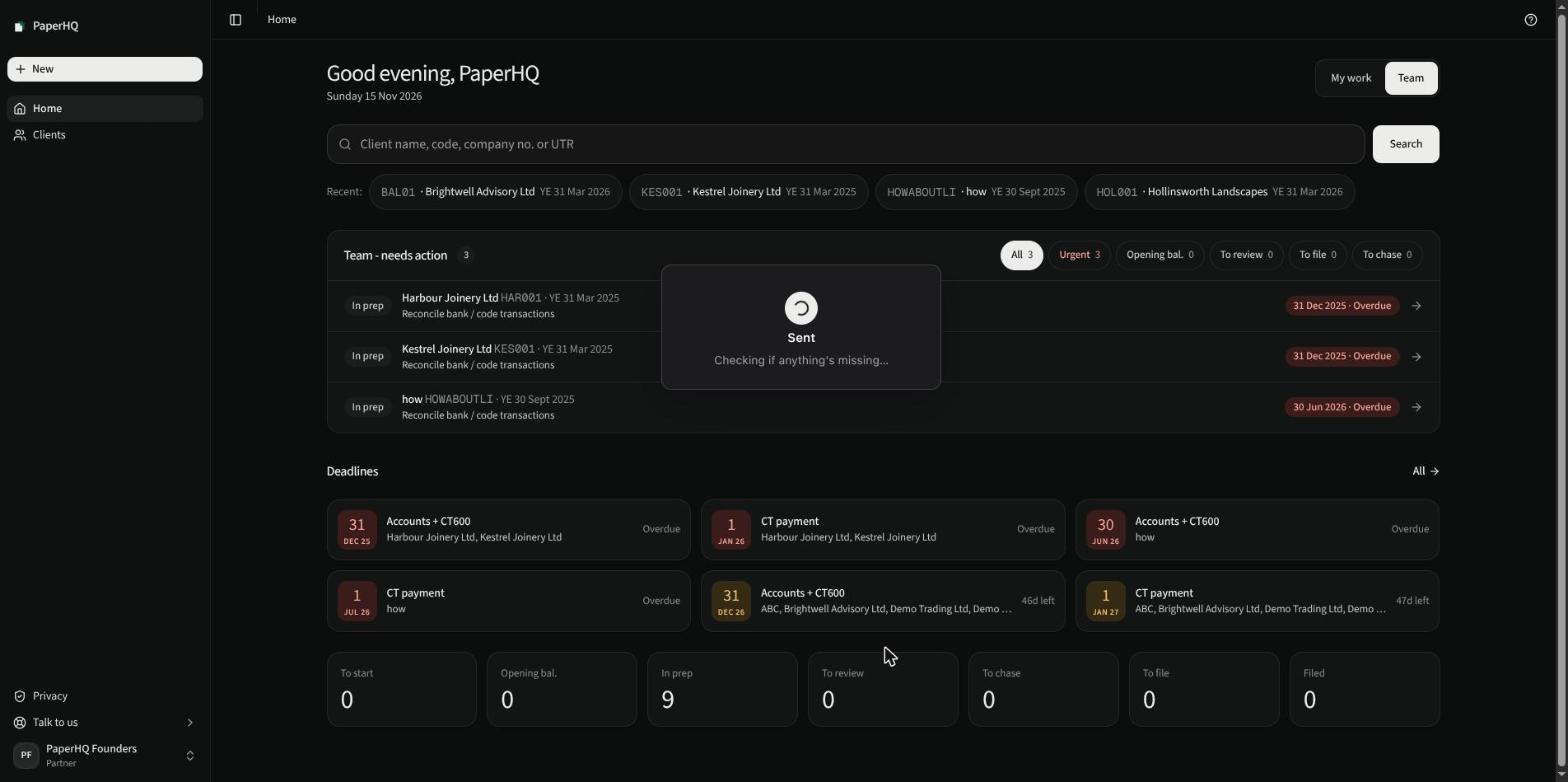 PaperHQ
New
Home
Clients
Home
Good evening, PaperHQ
Sunday 15 Nov 2026
My work
Team
Client name, code, company no. or UTR
Search
Recent:
BAL01 · Brightwell Advisory Ltd YE 31 Mar 2026
KES001 · Kestrel Joinery Ltd YE 31 Mar 2025
HOWABOUTLI · how YE 30 Sept 2025
HOL001 · Hollinsworth Landscapes YE 31 Mar 2026
Team - needs action 3
All 3
Urgent 3
Opening bal. 0
To review 0
To file 0
To chase 0
In prep
Harbour Joinery Ltd HAR001 · YE 31 Mar 2025
Reconcile bank / code transactions
31 Dec 2025 · Overdue
In prep
Kestrel Joinery Ltd KES001 · YE 31 Mar 2025
Reconcile bank / code transactions
31 Dec 2025 · Overdue
In prep
how HOWABOUTLI · YE 30 Sept 2025
Reconcile bank / code transactions
30 Jun 2026 · Overdue
Sent
Checking if anything's missing...
Deadlines
All
31
DEC 25
Accounts + CT600
Harbour Joinery Ltd, Kestrel Joinery Ltd
Overdue
1
JAN 26
CT payment
Harbour Joinery Ltd, Kestrel Joinery Ltd
Overdue
30
JUN 26
Accounts + CT600
how
Overdue
1
JUL 26
CT payment
how
Overdue
31
DEC 26
Accounts + CT600
ABC, Brightwell Advisory Ltd, Demo Trading Ltd, Demo ...
46d left
1
JAN 27
CT payment
ABC, Brightwell Advisory Ltd, Demo Trading Ltd, Demo ...
47d left
To start
0
Opening bal.
0
In prep
9
To review
0
To chase
0
To file
0
Filed
0
Privacy
Talk to us
PF
PaperHQ Founders
Partner